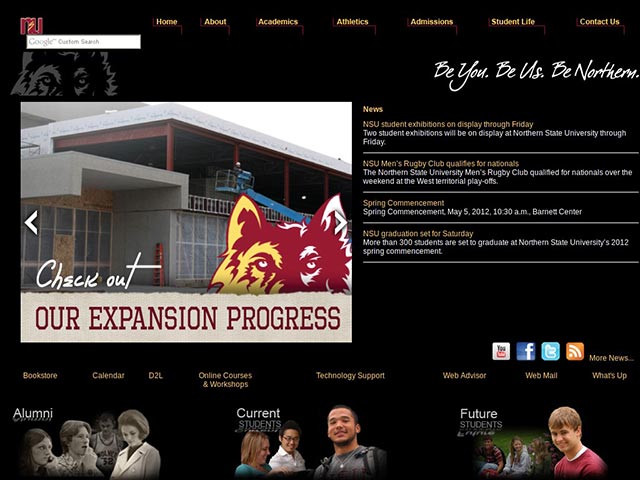 Home About Academics Athletics Admissions Student Life Contact Us
Google™ Custom Search
Be You. Be Us. Be Northern.
News
NSU student exhibitions on display through Friday
Two student exhibitions will be on display at Northern State University through
Friday.
NSU Men's Rugby Club qualifies for nationals
The Northern State University Men's Rugby Club qualified for nationals over the
weekend at the West territorial play-offs.
Spring Commencement
Spring Commencement, May 5, 2012, 10:30 a.m., Barnett Center
NSU graduation set for Saturday
More than 300 students are set to graduate at Northern State University's 2012
spring commencement.
Check out
OUR EXPANSION PROGRESS
You
Tube
More News...
Bookstore Calendar D2L Online Courses
& Workshops
Technology Support Web Advisor Web Mail What's Up
Alumni
Current
STUDENTS
Future
STUDENTS